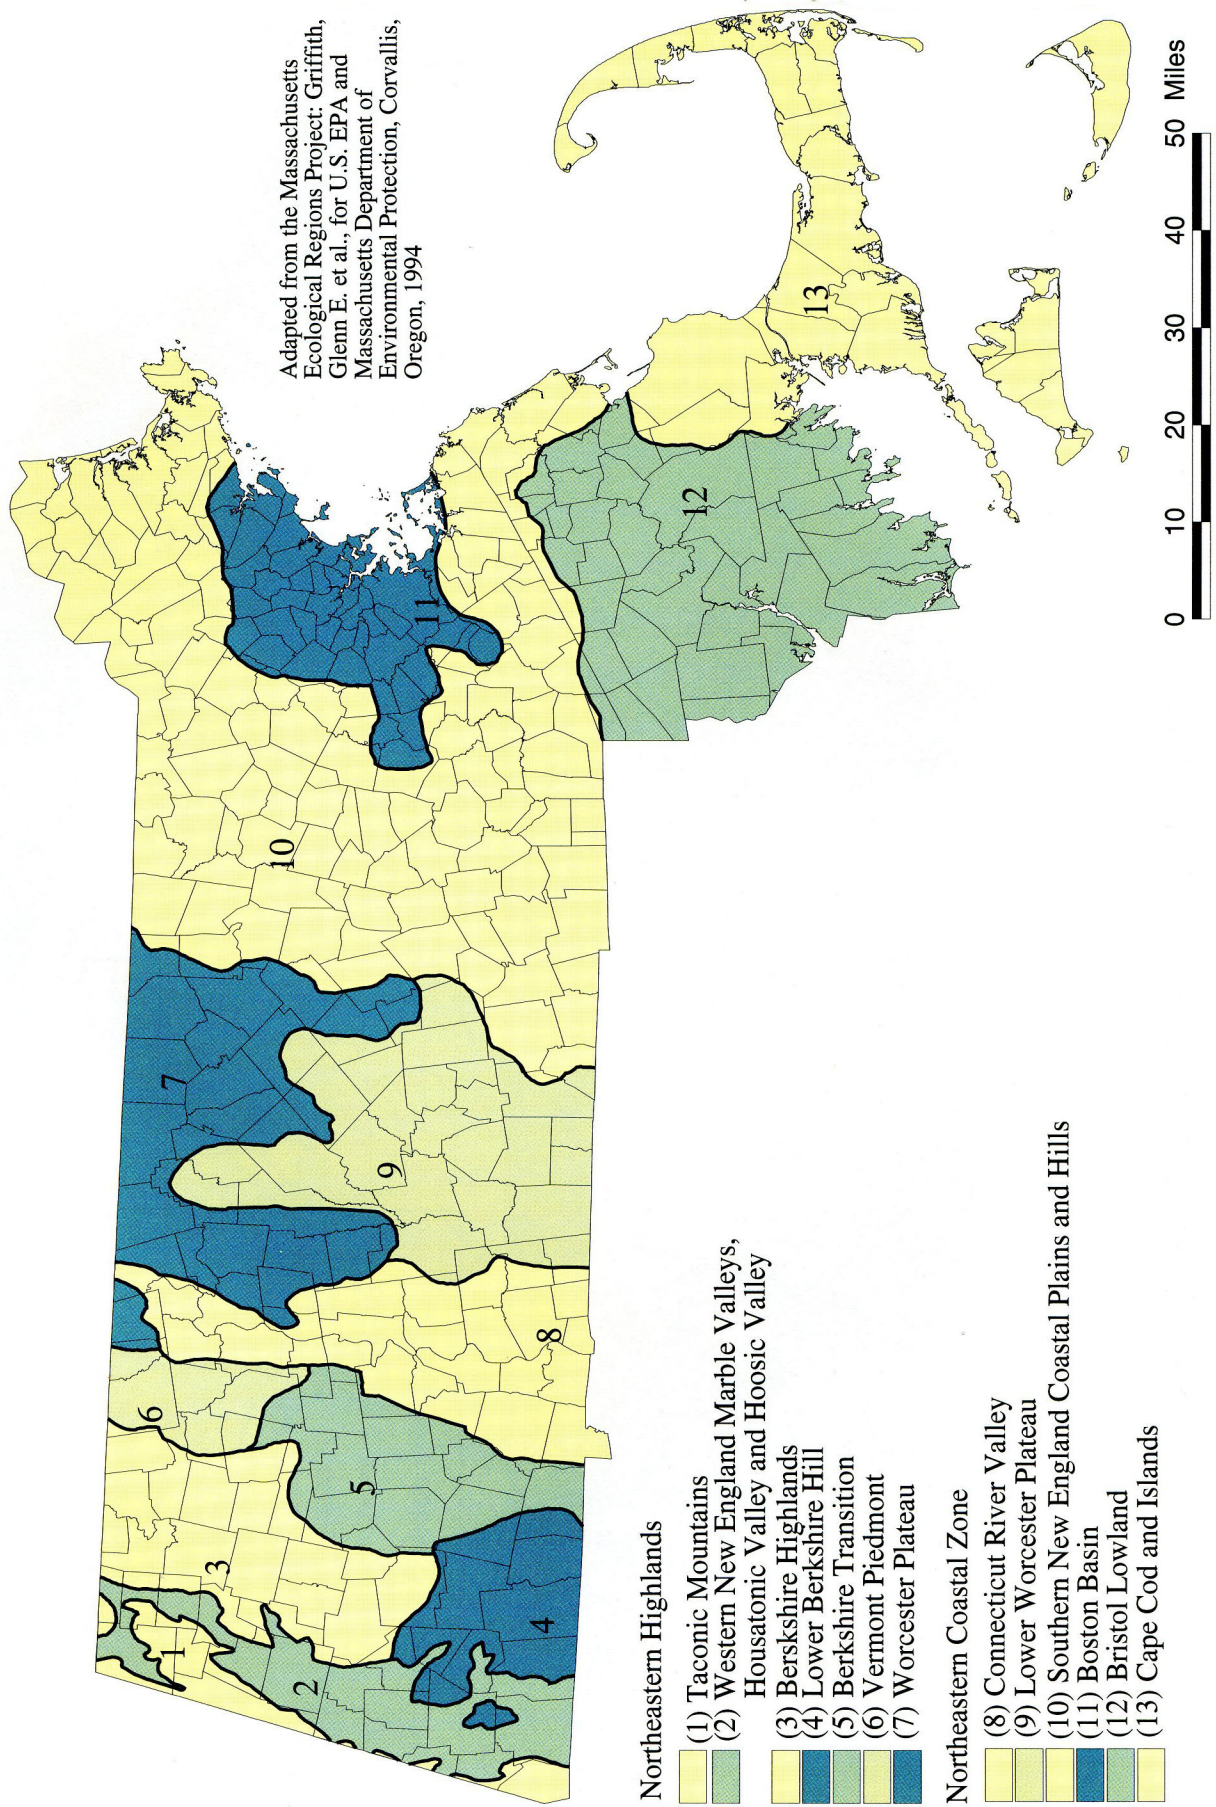 Adapted from the Massachusetts
Ecological Regions Project: Griffith,
Glenn E. et al., for U.S. EPA and
Massachusetts Department of
Environmental Protection, Corvallis,
Oregon, 1994
1
2
3
4
5
6
7
8
9
10
11
12
13
Northeastern Highlands
(1) Taconic Mountains
(2) Western New England Marble Valleys,
Housatonic Valley and Hoosic Valley
(3) Berskshire Highlands
(4) Lower Berkshire Hill
(5) Berkshire Transition
(6) Vermont Piedmont
(7) Worcester Plateau
Northeastern Coastal Zone
(8) Connecticut River Valley
(9) Lower Worcester Plateau
(10) Southern New England Coastal Plains and Hills
(11) Boston Basin
(12) Bristol Lowland
(13) Cape Cod and Islands
0 10 20 30 40 50 Miles